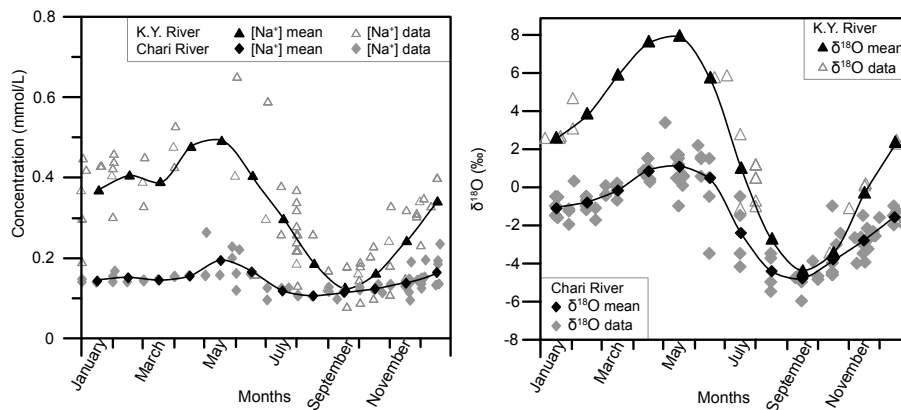 0.8
0.6
0.4
0.2
0
Concentration (mmol/L)
K.Y. River ▲ [Na⁺] mean △ [Na⁺] data
Chari River ◆ [Na⁺] mean ◆ [Na⁺] data
January
March
May
July
September
November
Months
8
6
4
2
0
-2
-4
-6
-8
δ¹⁸O (‰)
K.Y. River
▲ δ¹⁸O mean
△ δ¹⁸O data
Chari River
◆ δ¹⁸O mean
◆ δ¹⁸O data
January
March
May
July
September
November
Months